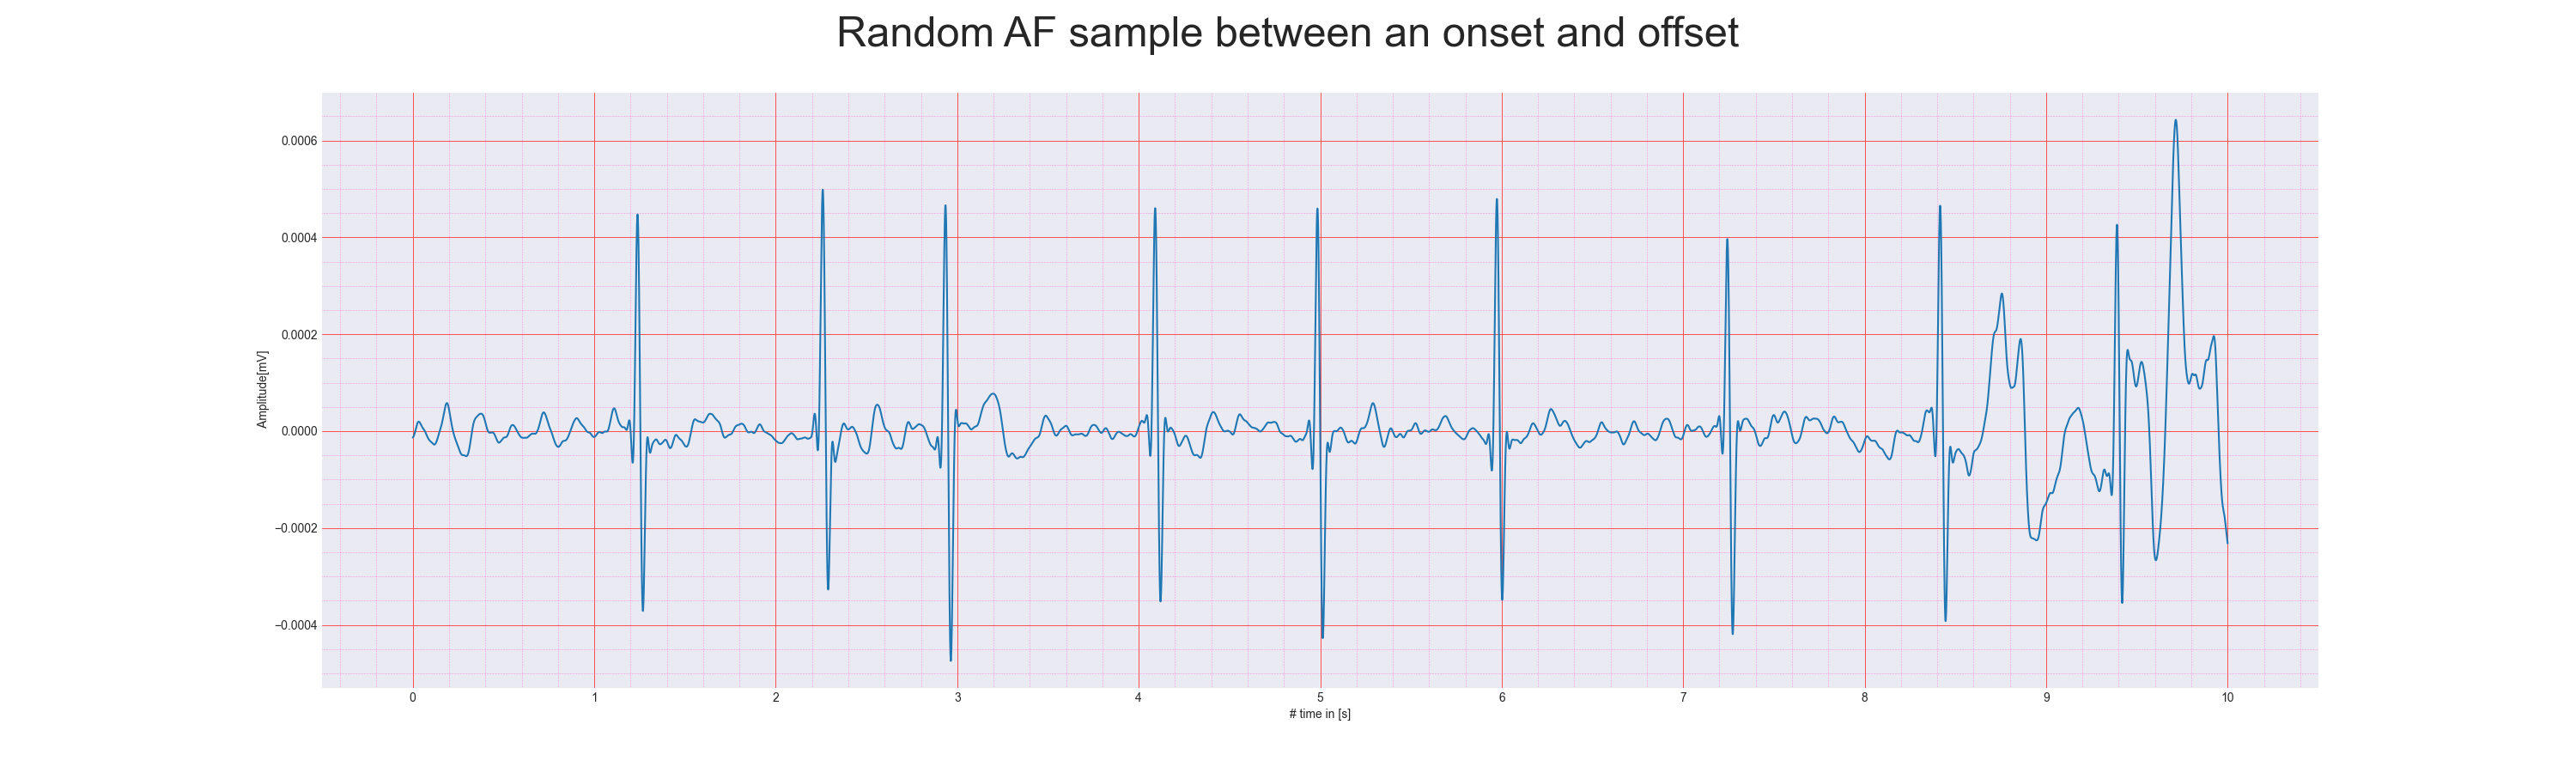 Random AF sample between an onset and offset
0.0006
0.0004
0.0002
0.0000
−0.0002
−0.0004
Amplitude[mV]
0 1 2 3 4 5 6 7 8 9 10
# time in [s]